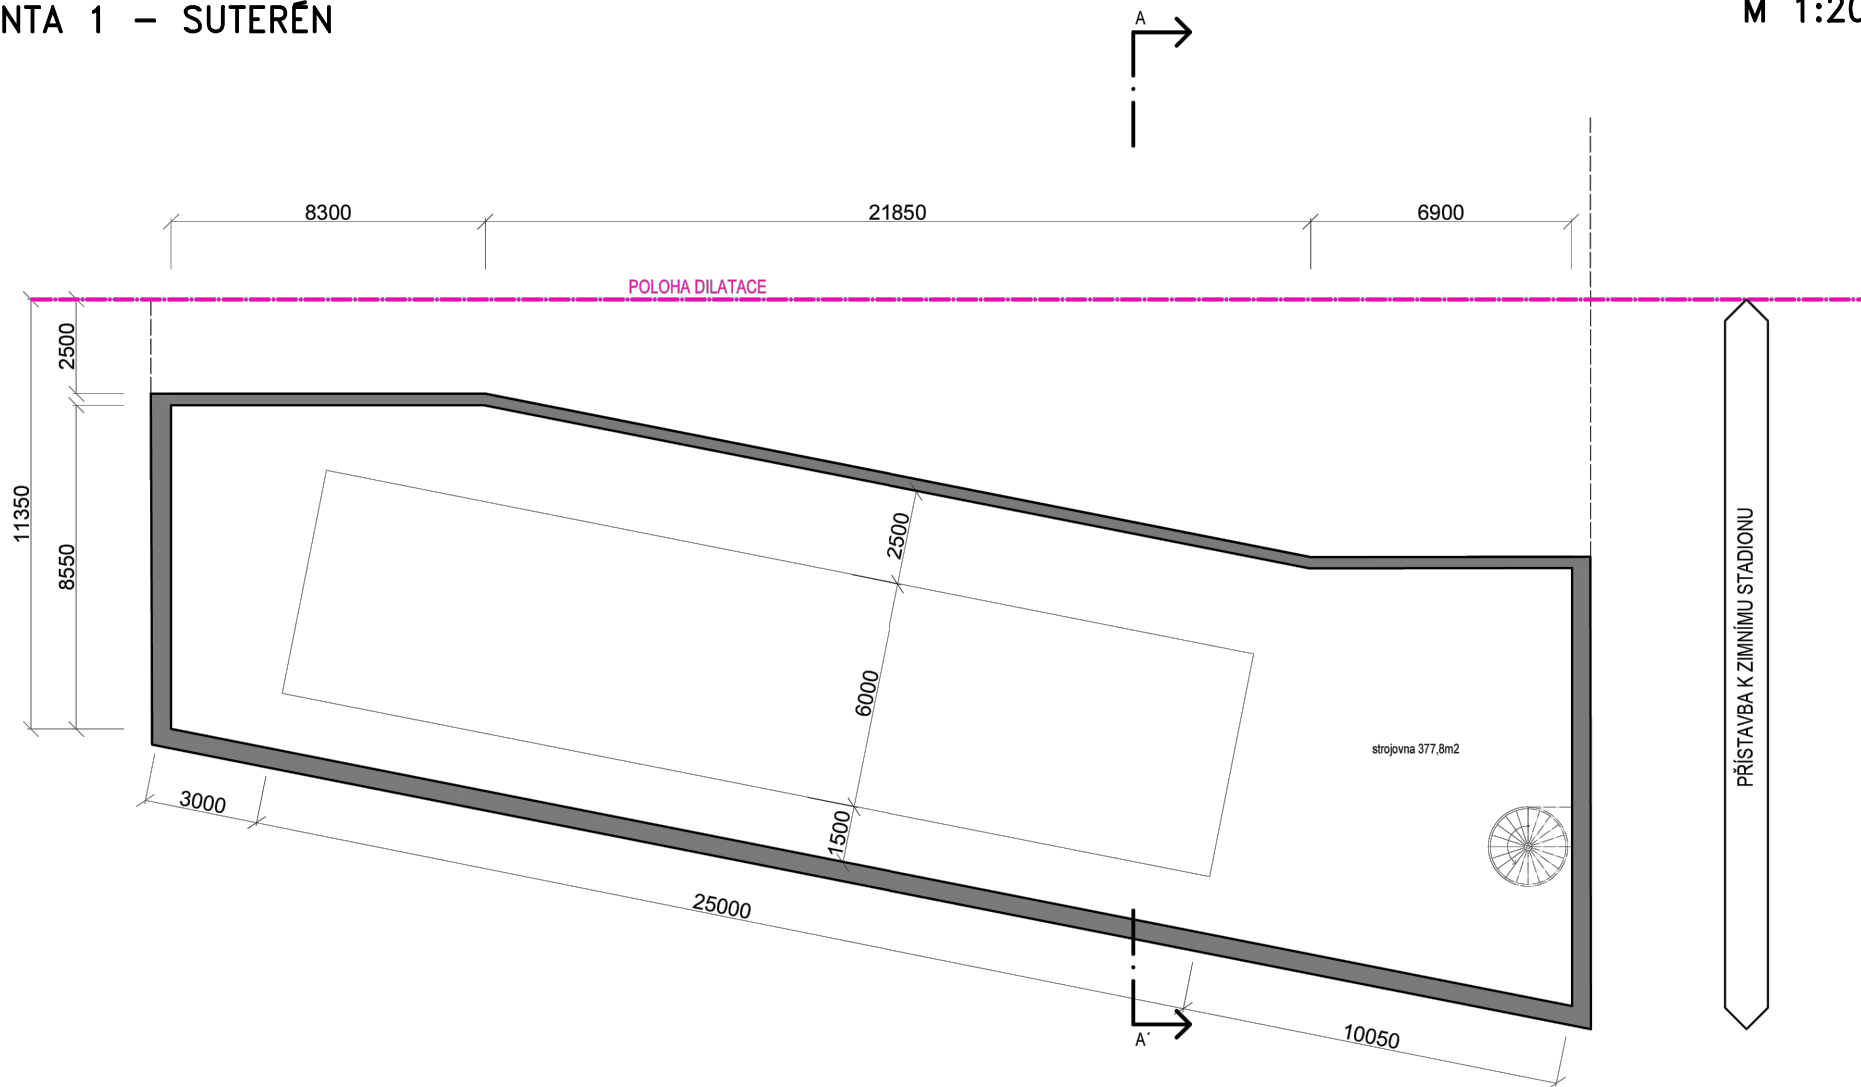 NTA 1 - SUTERÉN
M 1:20
A
8300
21850
6900
POLOHA DILATACE
2500
11350
8550
2500
6000
1500
strojovna 377,8m2
PŘÍSTAVBA K ZIMNÍMU STADIONU
3000
25000
10050
A´